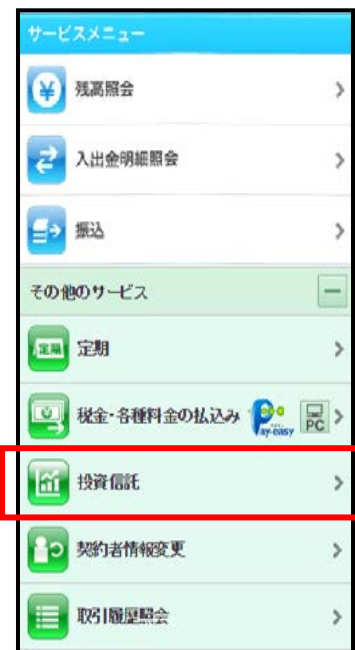 サービスメニュー
残高照会
入出金明細照会
振込
その他のサービス
定期
定期
税金・各種料金の払込み Pay-easy PC
投資信託
契約者情報変更
取引履歴照会